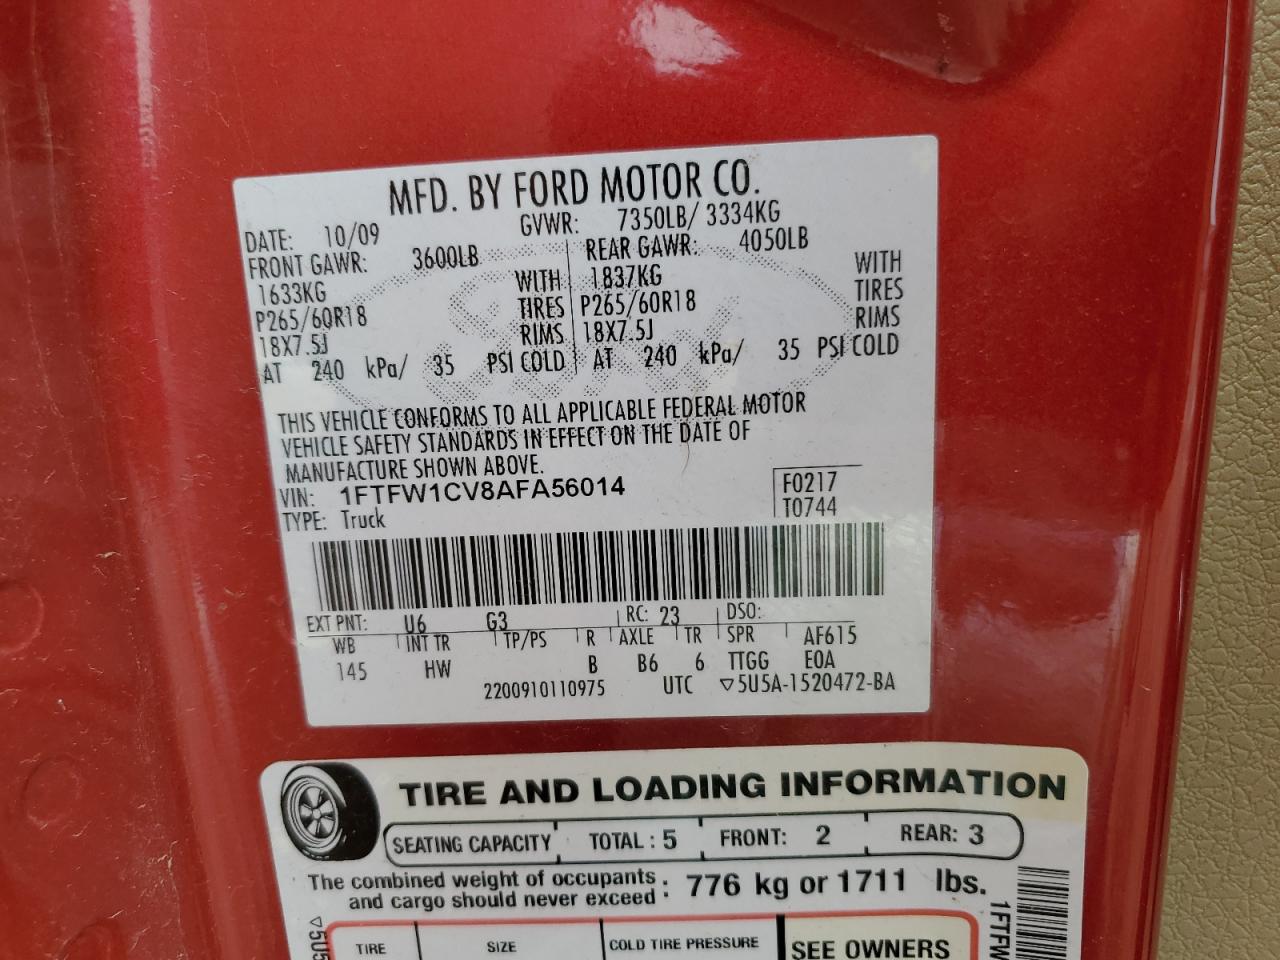 MFD. BY FORD MOTOR CO.
DATE: 10/09 GVWR: 7350LB/ 3334KG
FRONT GAWR: 3600LB REAR GAWR: 4050LB
1633KG WITH 1837KG WITH
P265/60R18 TIRES P265/60R18 TIRES
18X7.5J RIMS 18X7.5J RIMS
AT 240 kPa/ 35 PSI COLD AT 240 kPa/ 35 PSI COLD
THIS VEHICLE CONFORMS TO ALL APPLICABLE FEDERAL MOTOR
VEHICLE SAFETY STANDARDS IN EFFECT ON THE DATE OF
MANUFACTURE SHOWN ABOVE.
VIN: 1FTFW1CV8AFA56014 F0217
TYPE: Truck T0744
EXT PNT: U6 G3 RC: 23 DSO:
WB INT TR TP/PS R AXLE TR SPR AF615
145 HW B B6 6 TTGG E0A
2200910110975 UTC ▽5U5A-1520472-BA
TIRE AND LOADING INFORMATION
SEATING CAPACITY TOTAL : 5 FRONT: 2 REAR: 3
The combined weight of occupants
and cargo should never exceed : 776 kg or 1711 lbs.
TIRE SIZE COLD TIRE PRESSURE SEE OWNERS
▽5U5
1FTFW